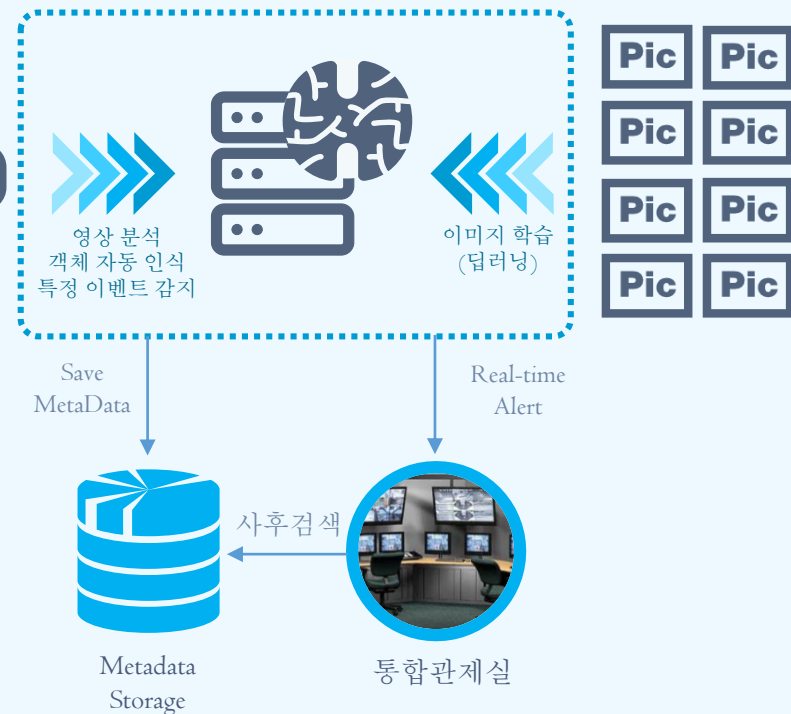 Pic Pic
Pic Pic
Pic Pic
Pic Pic
영상 분석
객체 자동 인식
특정 이벤트 감지
이미지 학습
(딥러닝)
Save
MetaData
Real-time
Alert
사후검색
Metadata
Storage
통합관제실